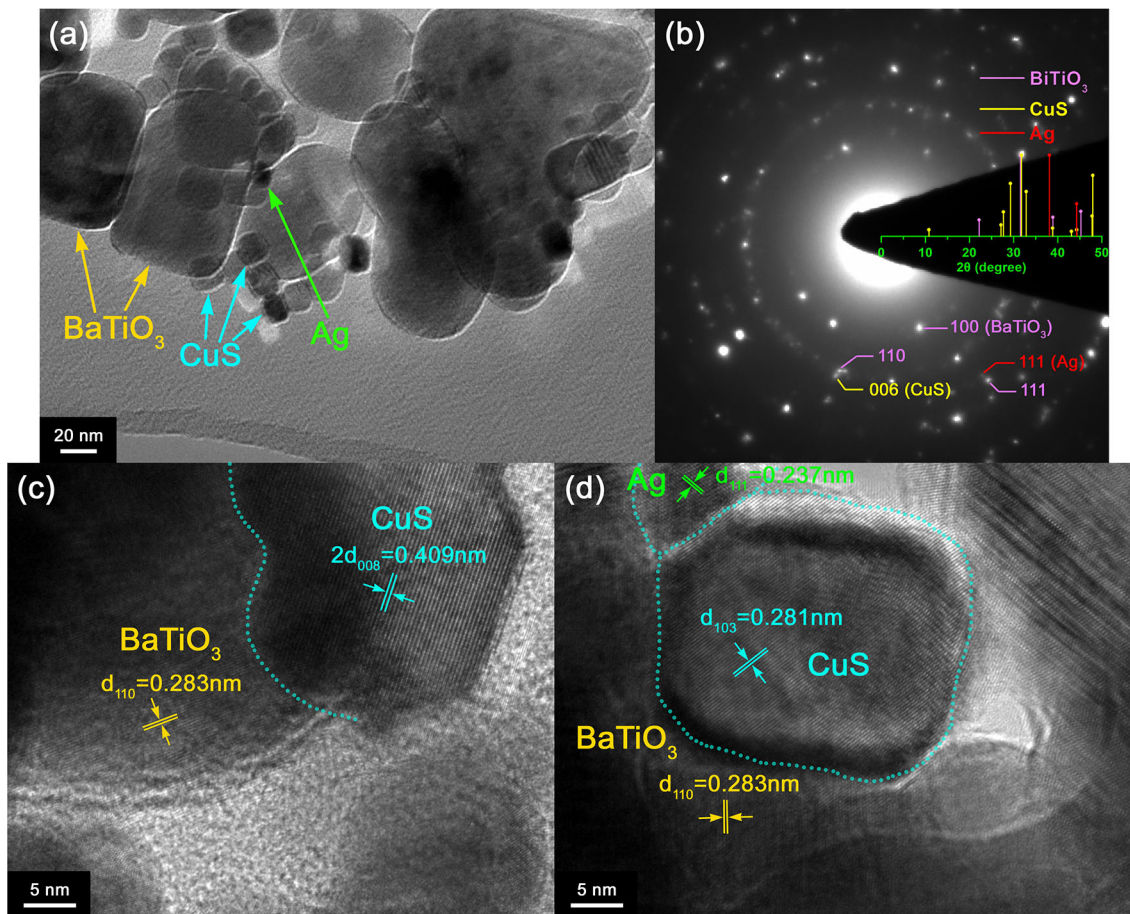 (a)
BaTiO₃
CuS
Ag
20 nm
(b)
BiTiO₃
CuS
Ag
0 10 20 30 40 50
2θ (degree)
100 (BaTiO₃)
110
006 (CuS)
111 (Ag)
111
(c)
CuS
2d₀₀₈=0.409nm
BaTiO₃
d₁₁₀=0.283nm
5 nm
(d)
Ag
d₁₁₁=0.237nm
d₁₀₃=0.281nm
CuS
BaTiO₃
d₁₁₀=0.283nm
5 nm